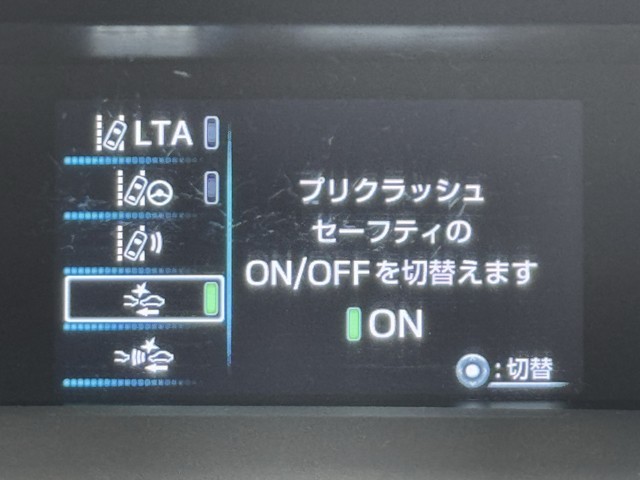 LTA
プリクラッシュ
セーフティの
ON/OFFを切替えます
ON
:切替